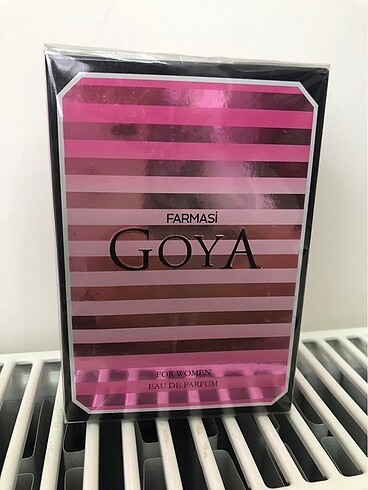 FARMASİ
GOYA
FOR WOMEN
EAU DE PARFUM